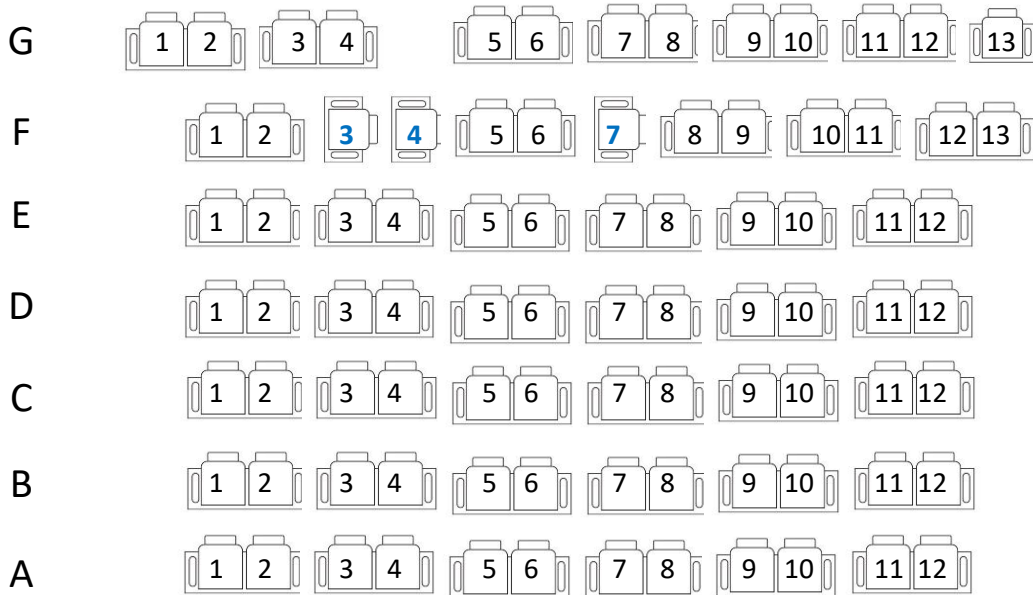 G 1 2 3 4 5 6 7 8 9 10 11 12 13
F 1 2 3 4 5 6 7 8 9 10 11 12 13
E 1 2 3 4 5 6 7 8 9 10 11 12
D 1 2 3 4 5 6 7 8 9 10 11 12
C 1 2 3 4 5 6 7 8 9 10 11 12
B 1 2 3 4 5 6 7 8 9 10 11 12
A 1 2 3 4 5 6 7 8 9 10 11 12